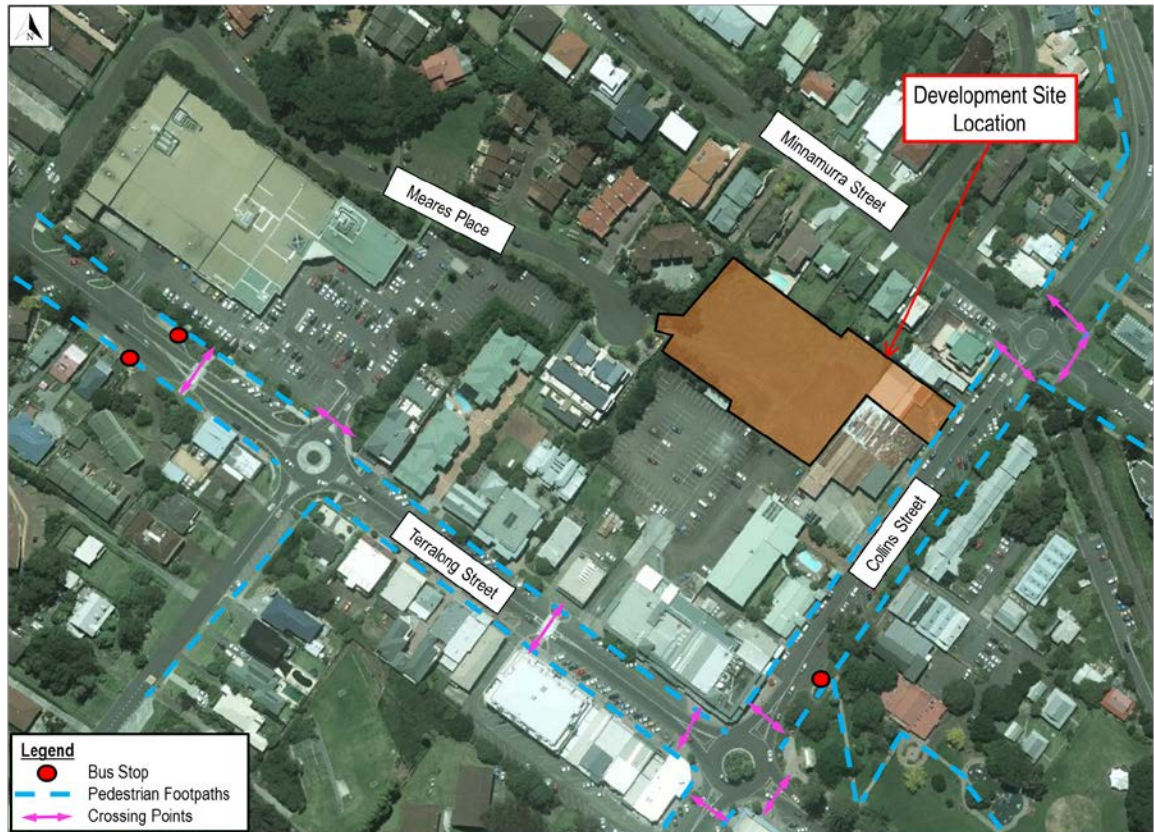 N
Development Site
Location
Minnamurra Street
Meares Place
Terralong Street
Collins Street
Legend
Bus Stop
Pedestrian Footpaths
Crossing Points